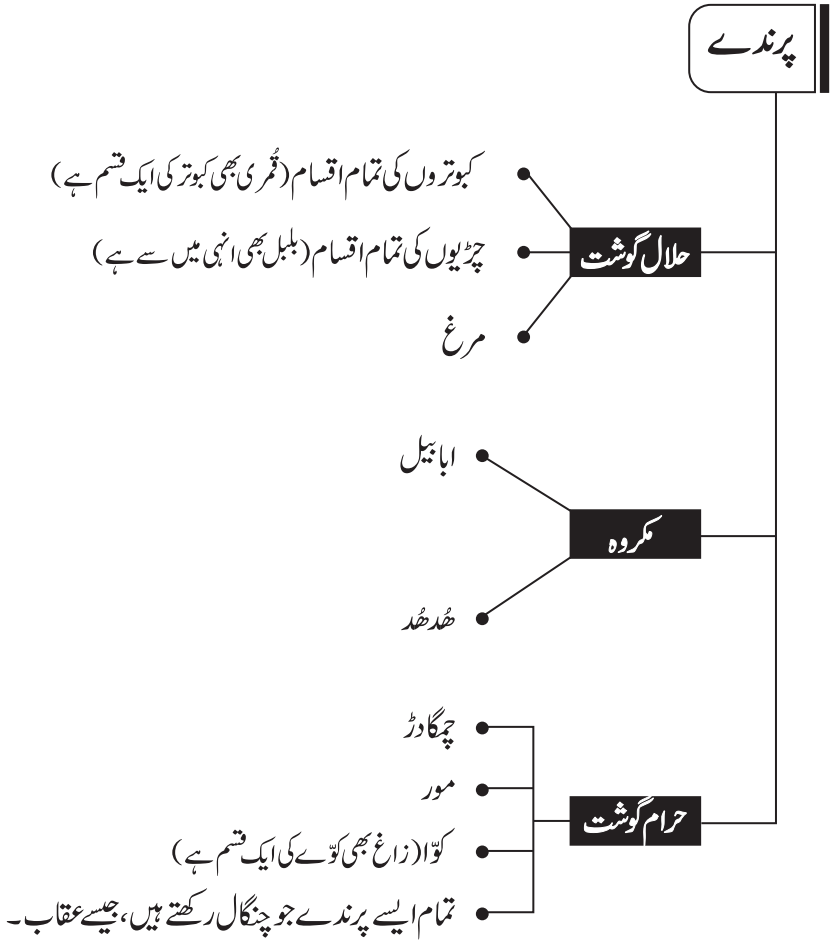 پرندے
حلال گوشت
کبوتروں کی تمام اقسام (قُمری بھی کبوتر کی ایک قسم ہے)
چڑیوں کی تمام اقسام (بلبل بھی انہی میں سے ہے)
مرغ
مکروہ
ابابیل
ھُدھُد
حرام گوشت
چمگادڑ
مور
کوّا (زاغ بھی کوّے کی ایک قسم ہے)
تمام ایسے پرندے جو چنگال رکھتے ہیں، جیسے عقاب۔